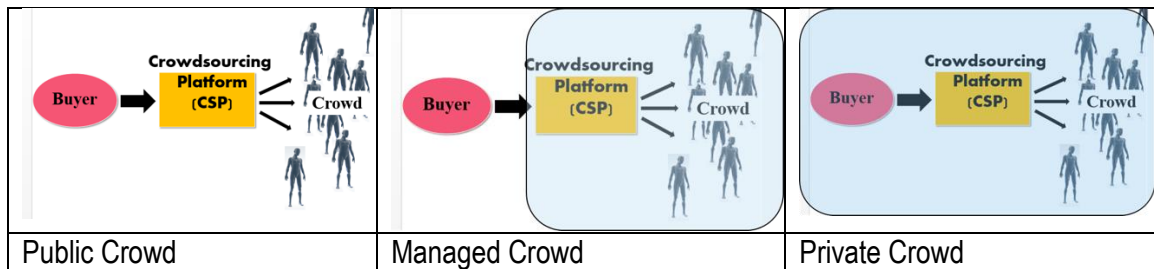 Crowdsourcing
Platform
(CSP)
Buyer
Crowd
Public Crowd
Crowdsourcing
Platform
(CSP)
Buyer
Crowd
Managed Crowd
Crowdsourcing
Platform
(CSP)
Buyer
Crowd
Private Crowd